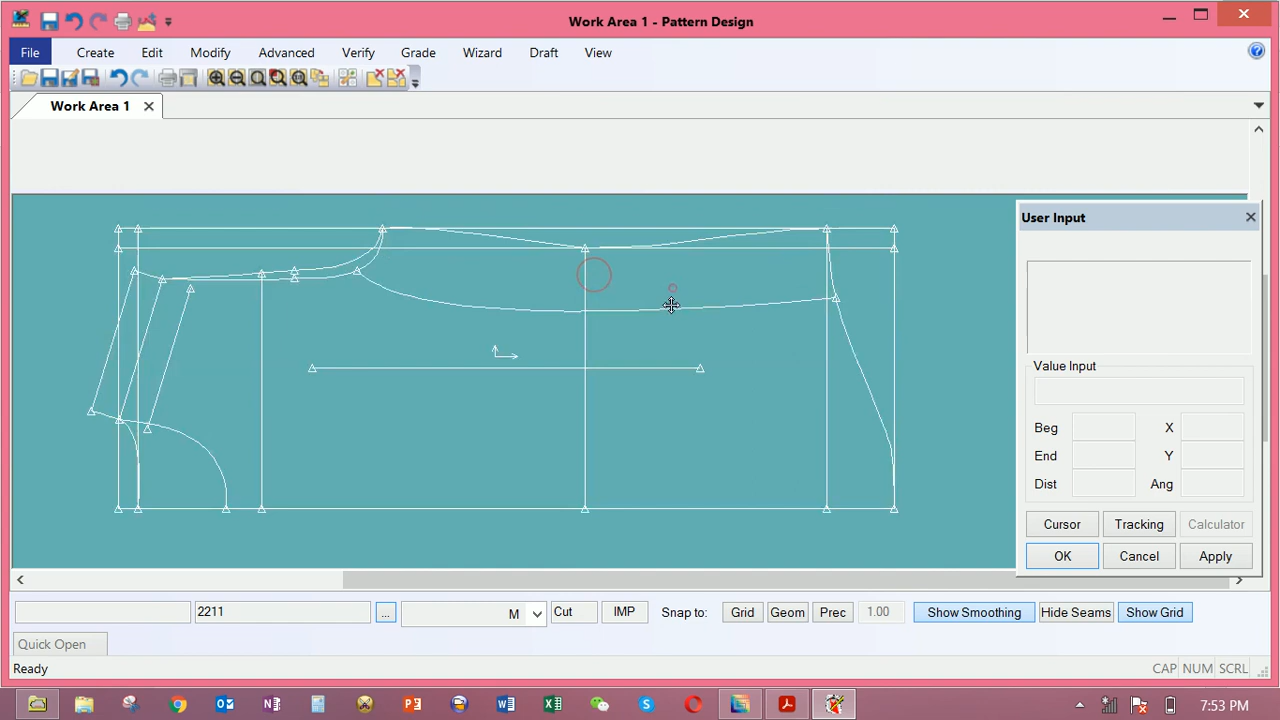 Work Area 1 - Pattern Design
File Create Edit Modify Advanced Verify Grade Wizard Draft View
Work Area 1
User Input
Value Input
Beg X
End Y
Dist Ang
Cursor Tracking Calculator
OK Cancel Apply
2211 ... M Cut IMP Snap to: Grid Geom Prec 1.00 Show Smoothing Hide Seams Show Grid
Quick Open
Ready CAP NUM SCRL
7:53 PM